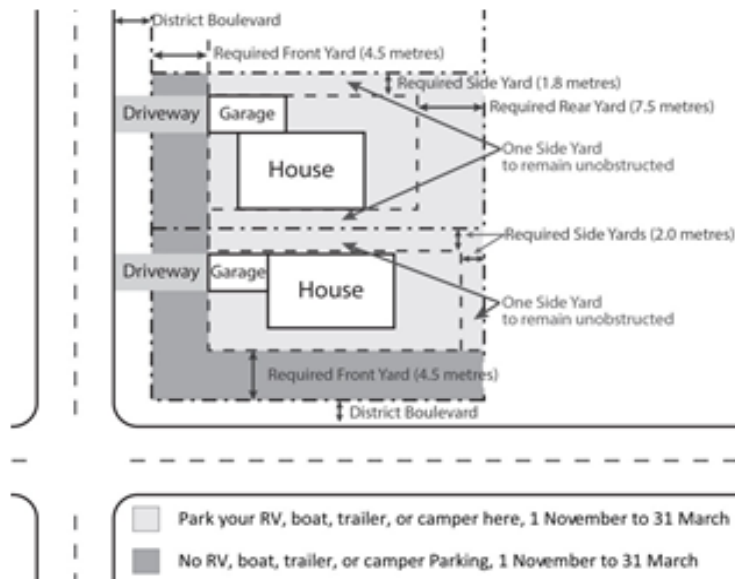 District Boulevard
Required Front Yard (4.5 metres)
Required Side Yard (1.8 metres)
Required Rear Yard (7.5 metres)
Driveway
Garage
House
One Side Yard
to remain unobstructed
Required Side Yards (2.0 metres)
Driveway
Garage
House
One Side Yard
to remain unobstructed
Required Front Yard (4.5 metres)
District Boulevard
Park your RV, boat, trailer, or camper here, 1 November to 31 March
No RV, boat, trailer, or camper Parking, 1 November to 31 March